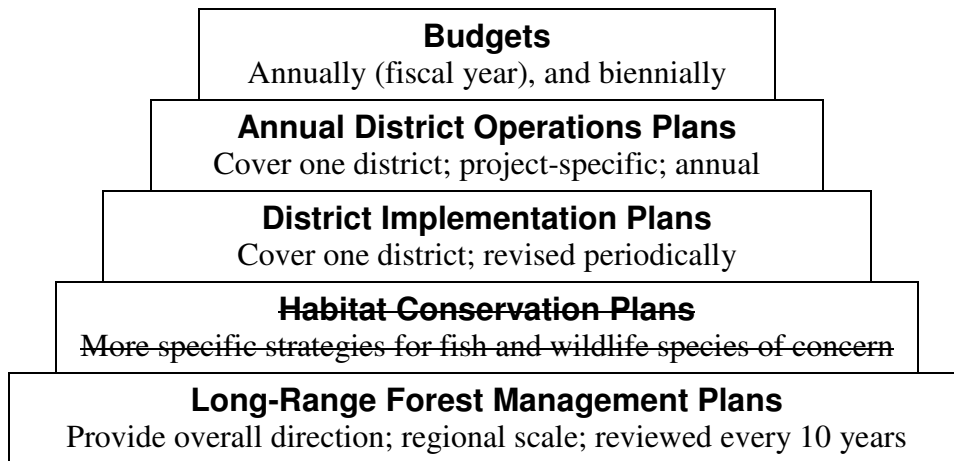 Budgets
Annually (fiscal year), and biennially
Annual District Operations Plans
Cover one district; project-specific; annual
District Implementation Plans
Cover one district; revised periodically
Habitat Conservation Plans
More specific strategies for fish and wildlife species of concern
Long-Range Forest Management Plans
Provide overall direction; regional scale; reviewed every 10 years